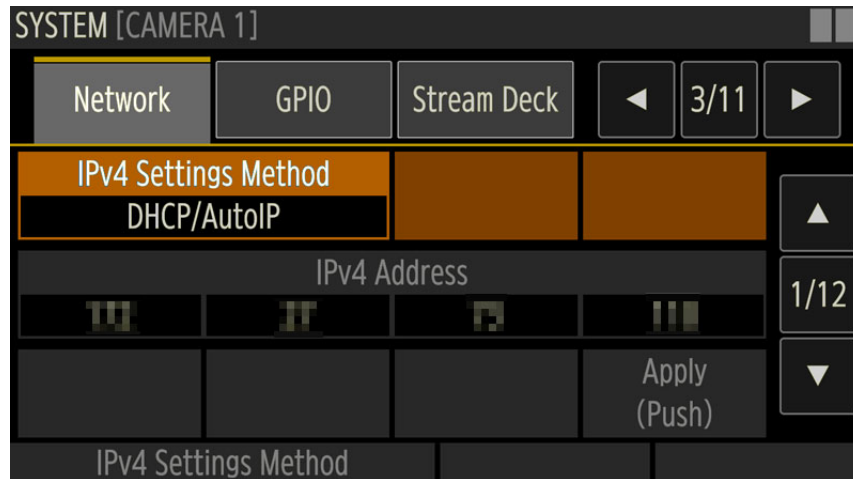 SYSTEM [CAMERA 1]
Network GPIO Stream Deck ◀ 3/11 ▶
IPv4 Settings Method
DHCP/AutoIP
▲
IPv4 Address
1/12
Apply
(Push)
▼
IPv4 Settings Method